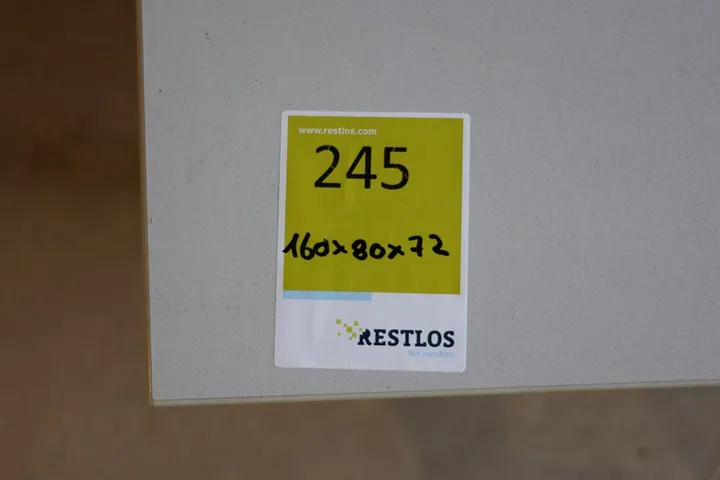 www.restlos.com
245
160x80x72
RESTLOS
Wir handeln.